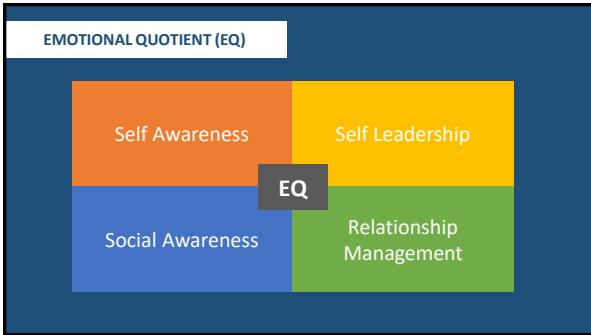 EMOTIONAL QUOTIENT (EQ)
Self Awareness
Self Leadership
EQ
Social Awareness
Relationship
Management